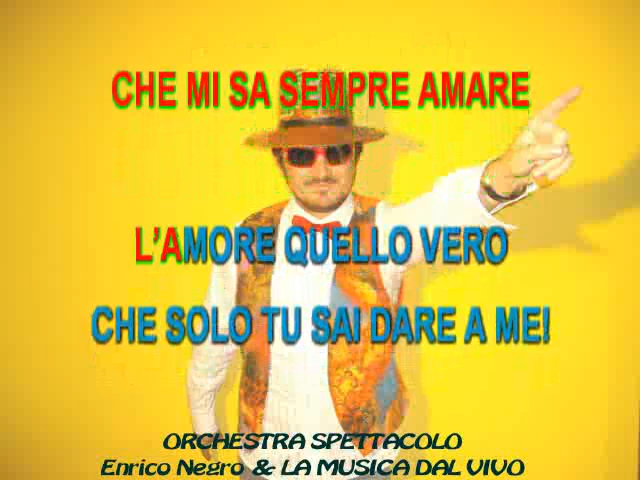 CHE MI SA SEMPRE AMARE
L'AMORE QUELLO VERO
CHE SOLO TU SAI DARE A ME!
ORCHESTRA SPETTACOLO
Enrico Negro & LA MUSICA DAL VIVO